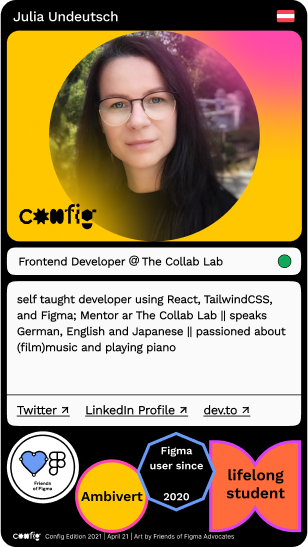 Julia Undeutsch
config
Frontend Developer @ The Collab Lab
self taught developer using React, TailwindCSS,
and Figma; Mentor ar The Collab Lab || speaks
German, English and Japanese || passioned about
(film)music and playing piano
Twitter ↗ LinkedIn Profile ↗ dev.to ↗
Friends
of Figma
Ambivert
Figma
user since
2020
lifelong
student
config Config Edition 2021 | April 21 | Art by Friends of Figma Advocates